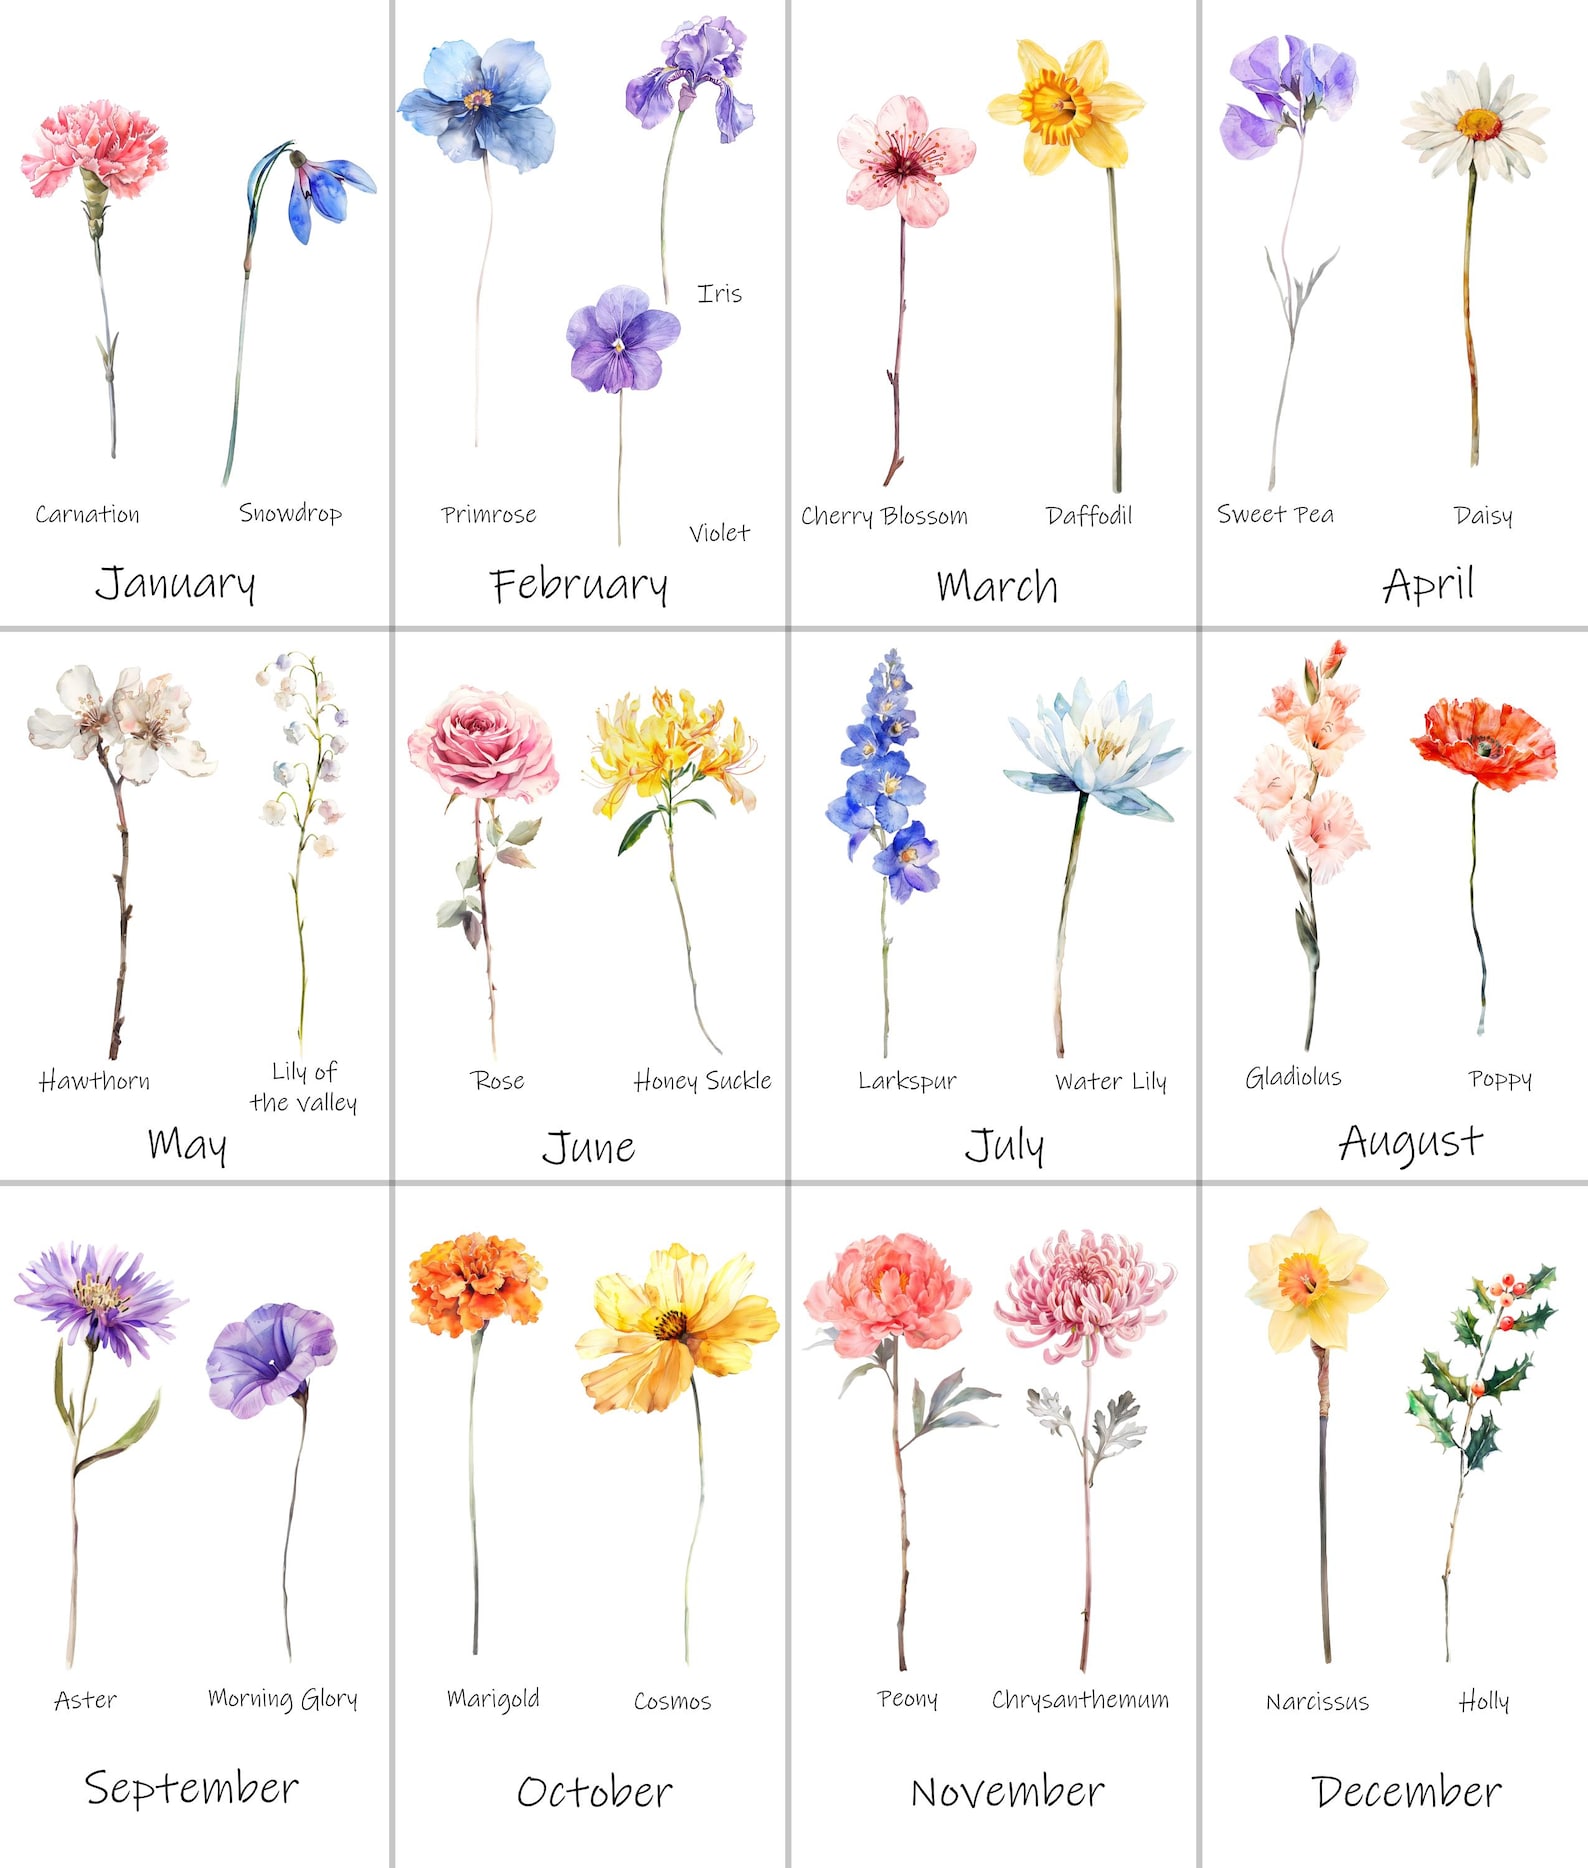 Carnation
Snowdrop
January
Iris
Primrose
Violet
February
Cherry Blossom
Daffodil
March
Sweet Pea
Daisy
April
Hawthorn
Lily of
the valley
May
Rose
Honey Suckle
June
Larkspur
Water Lily
July
Gladiolus
Poppy
August
Aster
Morning Glory
September
Marigold
Cosmos
October
Peony
Chrysanthemum
November
Narcissus
Holly
December